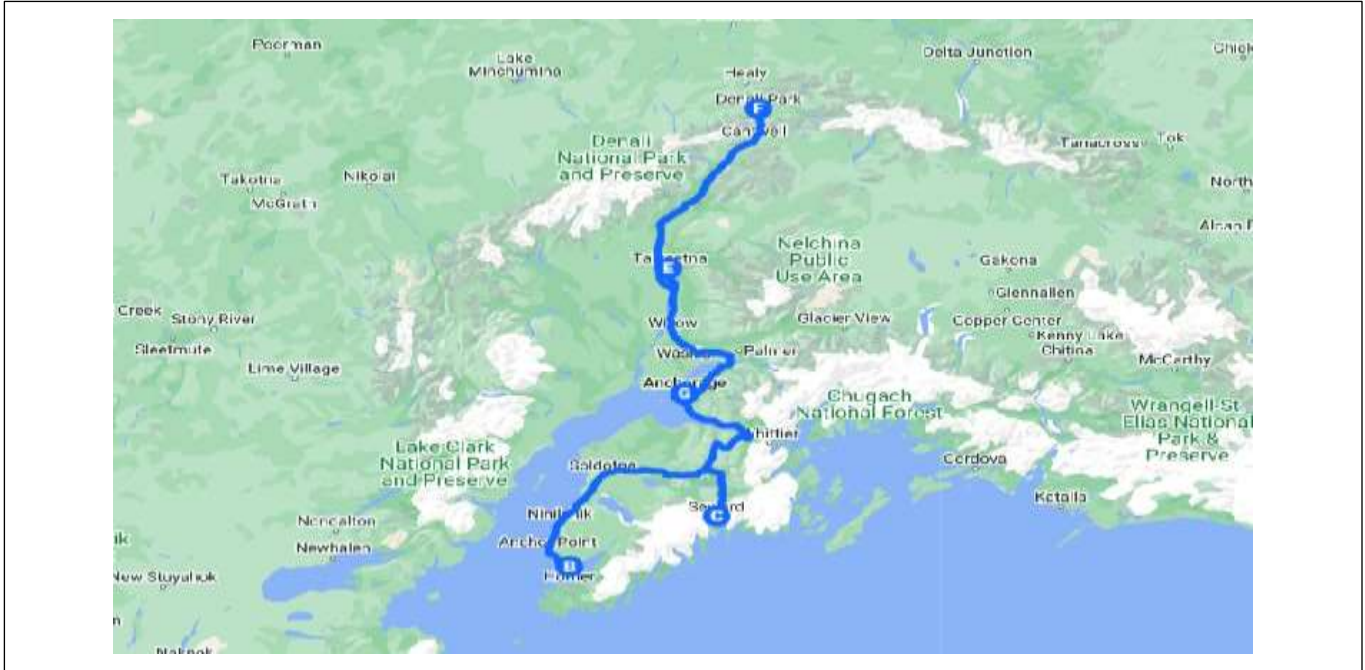 Poorman
Lake
Minchumina
Healy
Delta Junction
Denali Park
F
Cantwell
Denali
National Park
and Preserve
Tanacross
Tok
Takotna
Nikolai
McGrath
North
Nelchina
Public
Use Area
Gakona
Glennallen
Creek
Stony River
Willow
Glacier View
Copper Center
Kenny Lake
Chitina
Sleetmute
Palmer
McCarthy
Lime Village
Anchorage
G
Chugach
National Forest
Wrangell-St
Elias National
Park &
Preserve
Whittier
Lake Clark
National Park
and Preserve
Soldotna
Cordova
Katalla
Seward
C
Nondalton
Ninilchik
Newhalen
Anchor Point
New Stuyahok
Homer
Naknek